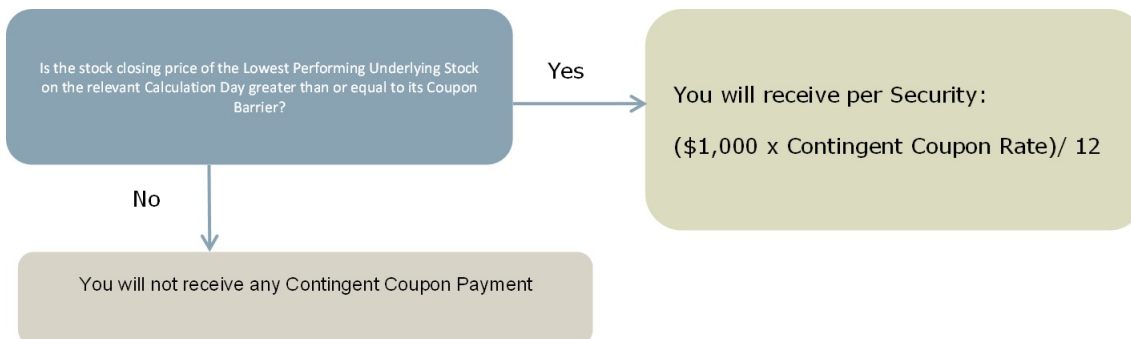 Is the stock closing price of the Lowest Performing Underlying Stock
on the relevant Calculation Day greater than or equal to its Coupon
Barrier?
Yes
You will receive per Security:
($1,000 x Contingent Coupon Rate)/ 12
No
You will not receive any Contingent Coupon Payment